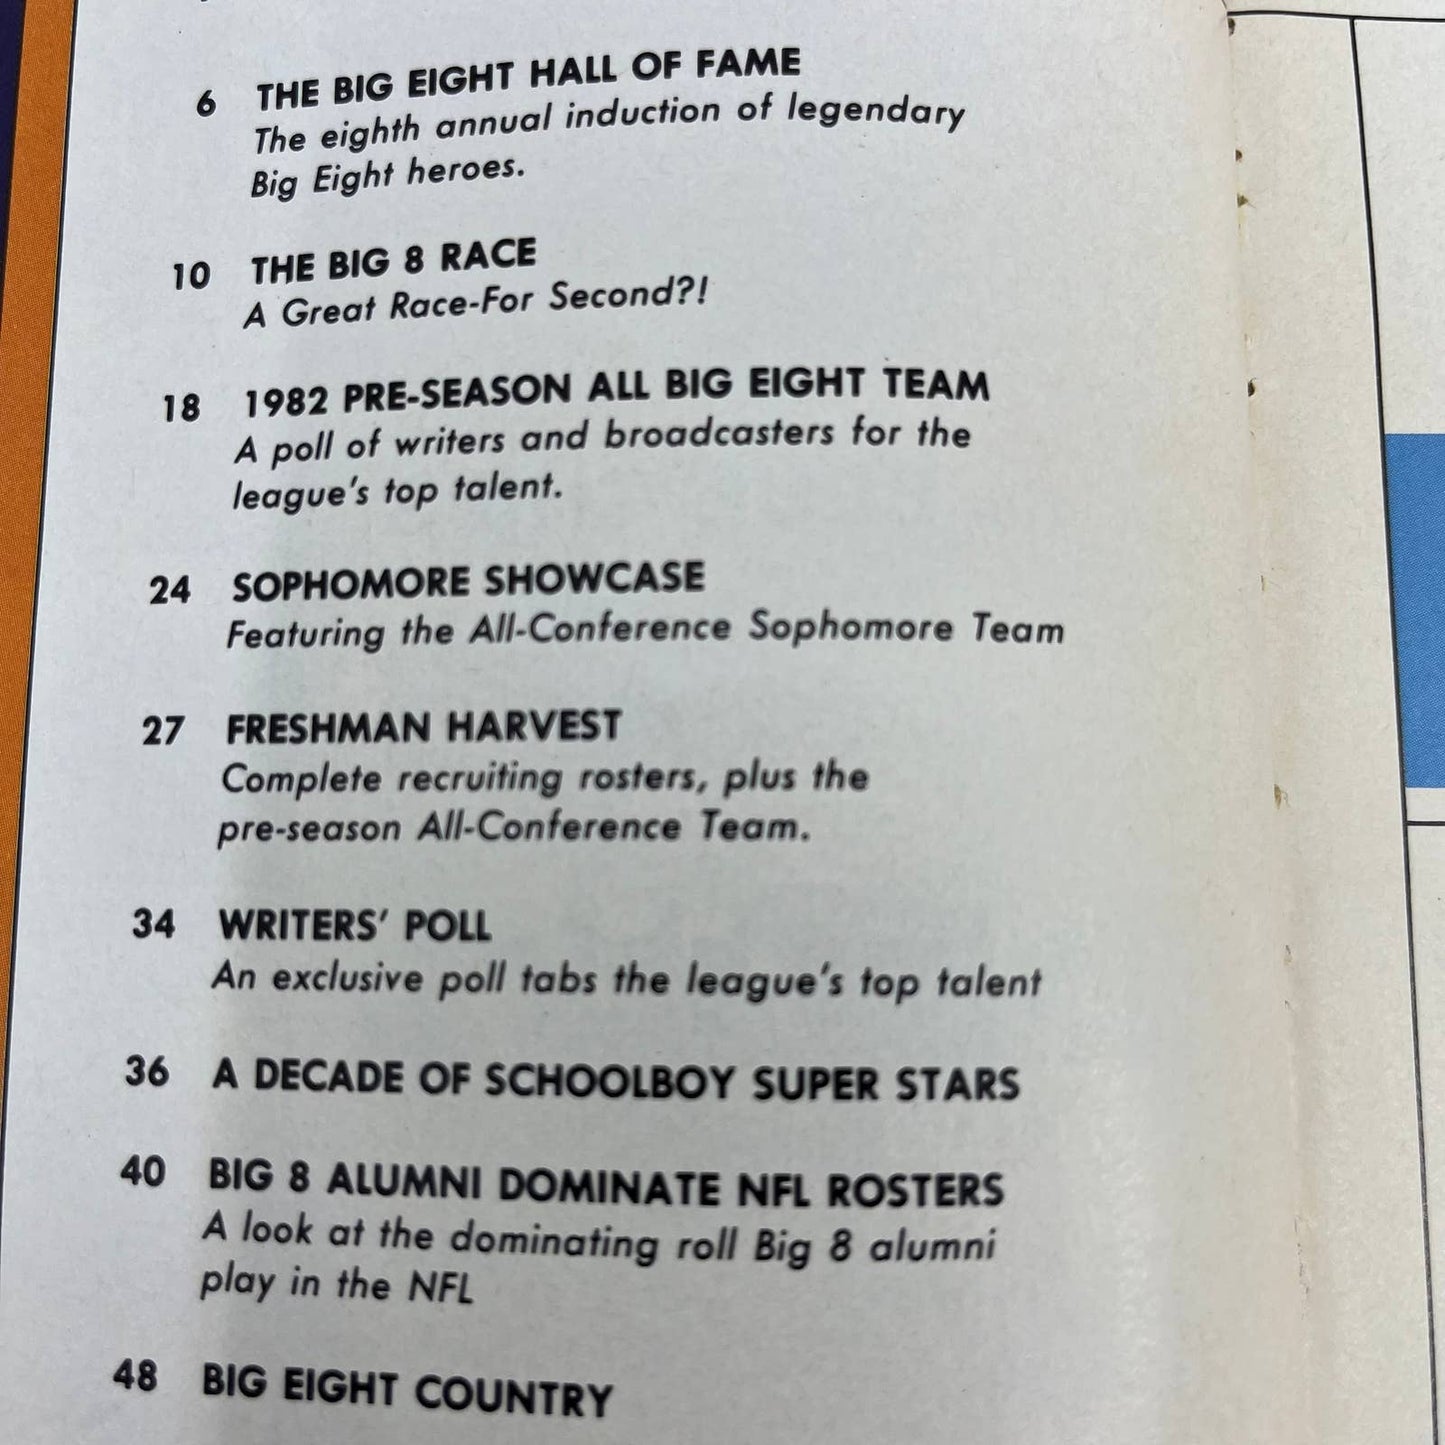 6 THE BIG EIGHT HALL OF FAME
The eighth annual induction of legendary
Big Eight heroes.
10 THE BIG 8 RACE
A Great Race-For Second?!
18 1982 PRE-SEASON ALL BIG EIGHT TEAM
A poll of writers and broadcasters for the
league's top talent.
24 SOPHOMORE SHOWCASE
Featuring the All-Conference Sophomore Team
27 FRESHMAN HARVEST
Complete recruiting rosters, plus the
pre-season All-Conference Team.
34 WRITERS' POLL
An exclusive poll tabs the league's top talent
36 A DECADE OF SCHOOLBOY SUPER STARS
40 BIG 8 ALUMNI DOMINATE NFL ROSTERS
A look at the dominating roll Big 8 alumni
play in the NFL
48 BIG EIGHT COUNTRY